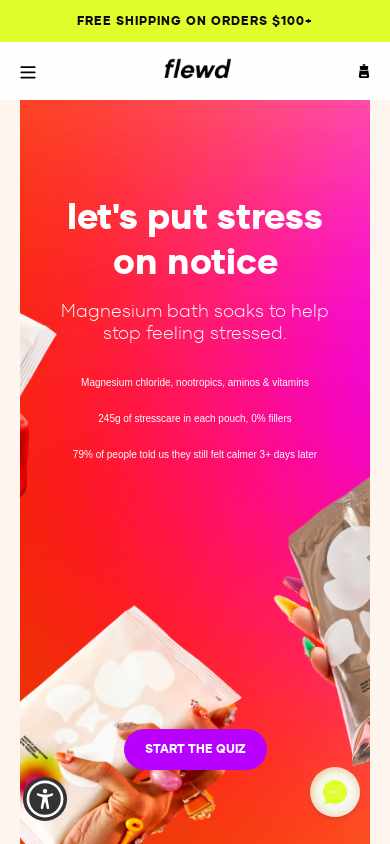 FREE SHIPPING ON ORDERS $100+
flewd
let's put stress
on notice
Magnesium bath soaks to help
stop feeling stressed.
Magnesium chloride, nootropics, aminos & vitamins
245g of stresscare in each pouch, 0% fillers
79% of people told us they still felt calmer 3+ days later
START THE QUIZ